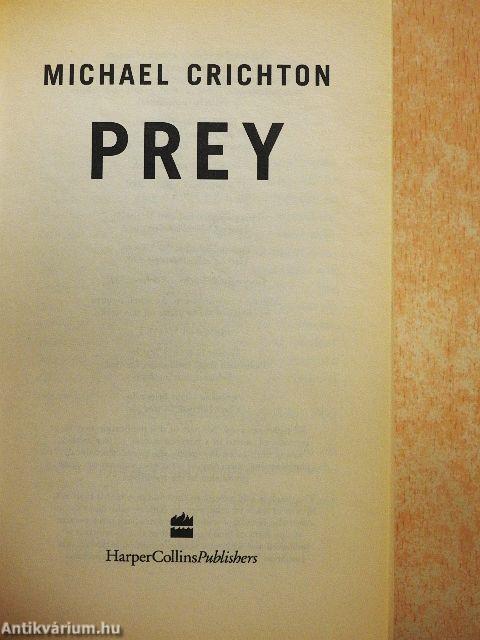 MICHAEL CRICHTON
PREY
HarperCollinsPublishers
Antikvárium.hu